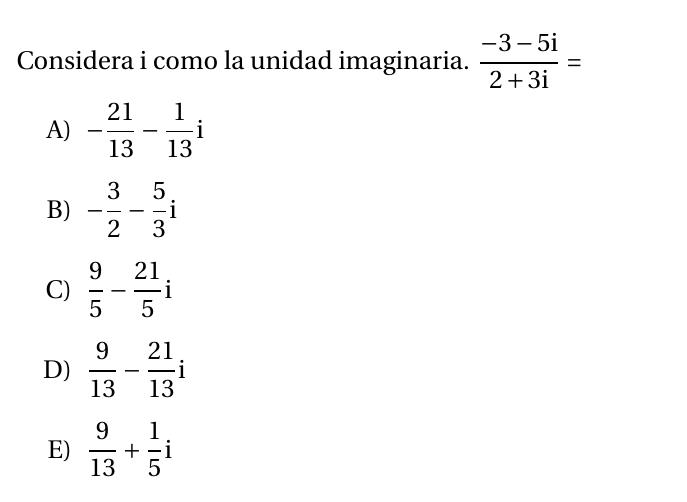 Considera i como la unidad imaginaria. \frac{-3-5i}{2+3i} =
A) -\frac{21}{13} - \frac{1}{13}i
B) -\frac{3}{2} - \frac{5}{3}i
C) \frac{9}{5} - \frac{21}{5}i
D) \frac{9}{13} - \frac{21}{13}i
E) \frac{9}{13} + \frac{1}{5}i